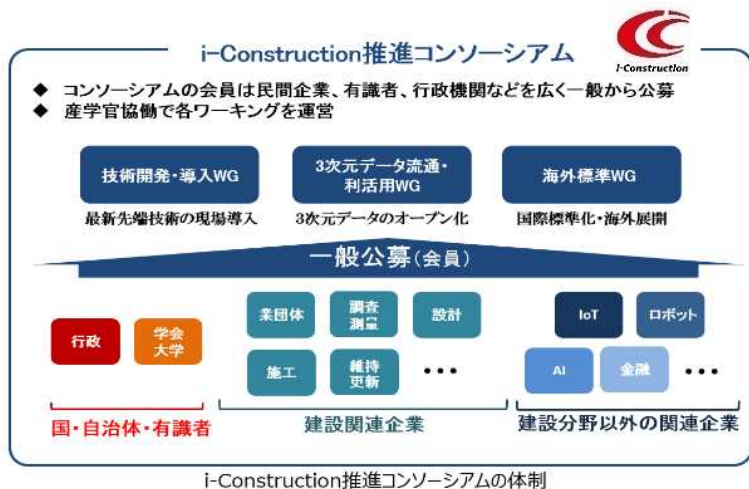 i-Construction推進コンソーシアム
i-Construction
◆ コンソーシアムの会員は民間企業、有識者、行政機関などを広く一般から公募
◆ 産学官協働で各ワーキングを運営
技術開発・導入WG
3次元データ流通・
利活用WG
海外標準WG
最新先端技術の現場導入
3次元データのオープン化
国際標準化・海外展開
一般公募(会員)
行政
学会
大学
業団体
調査
測量
設計
施工
維持
更新
・・・
IoT
ロボット
AI
金融
・・・
国・自治体・有識者
建設関連企業
建設分野以外の関連企業
i-Construction推進コンソーシアムの体制